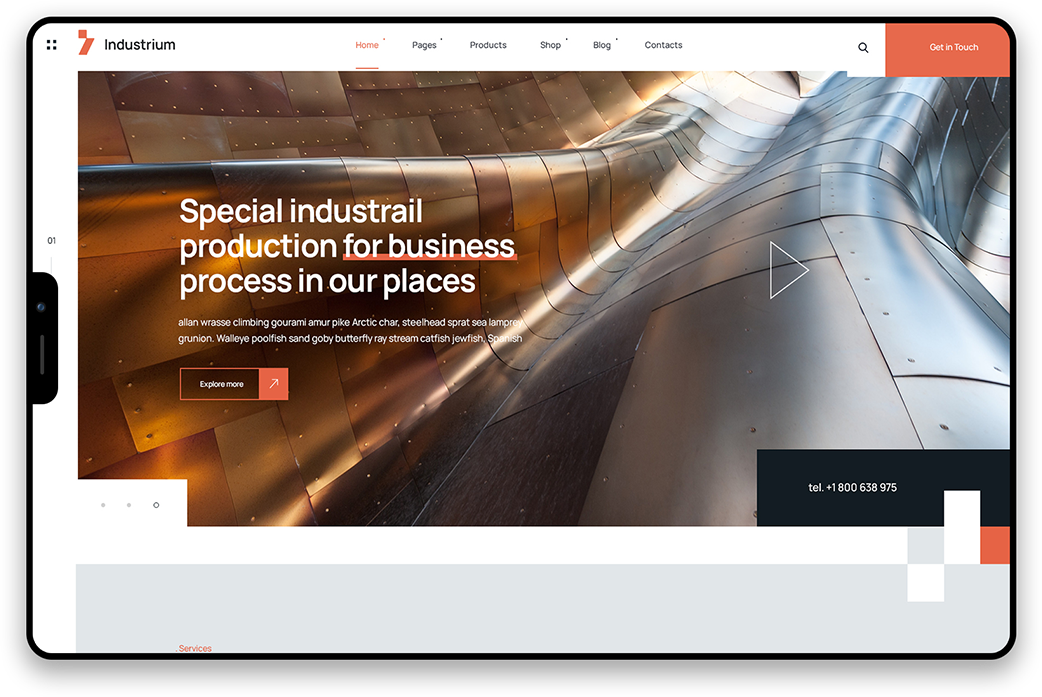 Industrium
Home
Pages
Products
Shop
Blog
Contacts
Get in Touch
01
Special industrail
production for business
process in our places
allan wrasse climbing gourami amur pike Arctic char, steelhead sprat sea lamprey
grunion. Walleye poolfish sand goby butterfly ray stream catfish jewfish, Spanish
Explore more
tel. +1 800 638 975
. Services